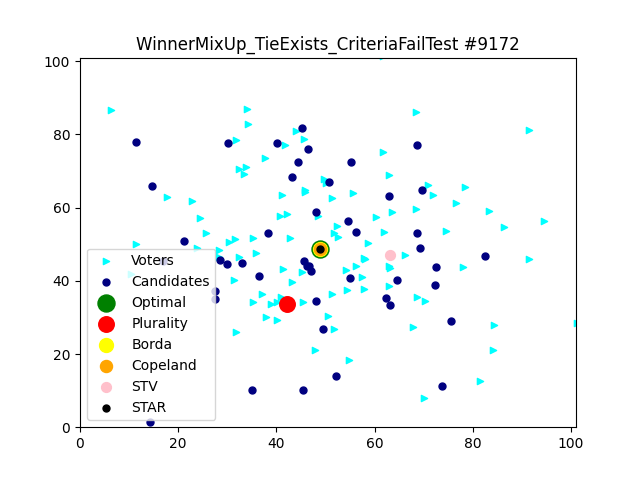 WinnerMixUp_TieExists_CriteriaFailTest #9172
100
80
60
40
20
0
0 20 40 60 80 100
Voters
Candidates
Optimal
Plurality
Borda
Copeland
STV
STAR